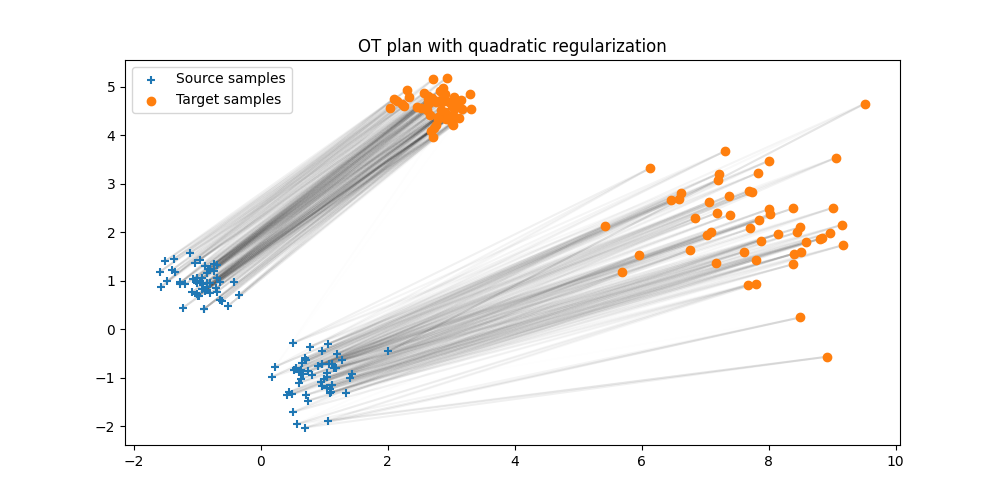 OT plan with quadratic regularization
Source samples
Target samples
5
4
3
2
1
0
−1
−2
−2 0 2 4 6 8 10